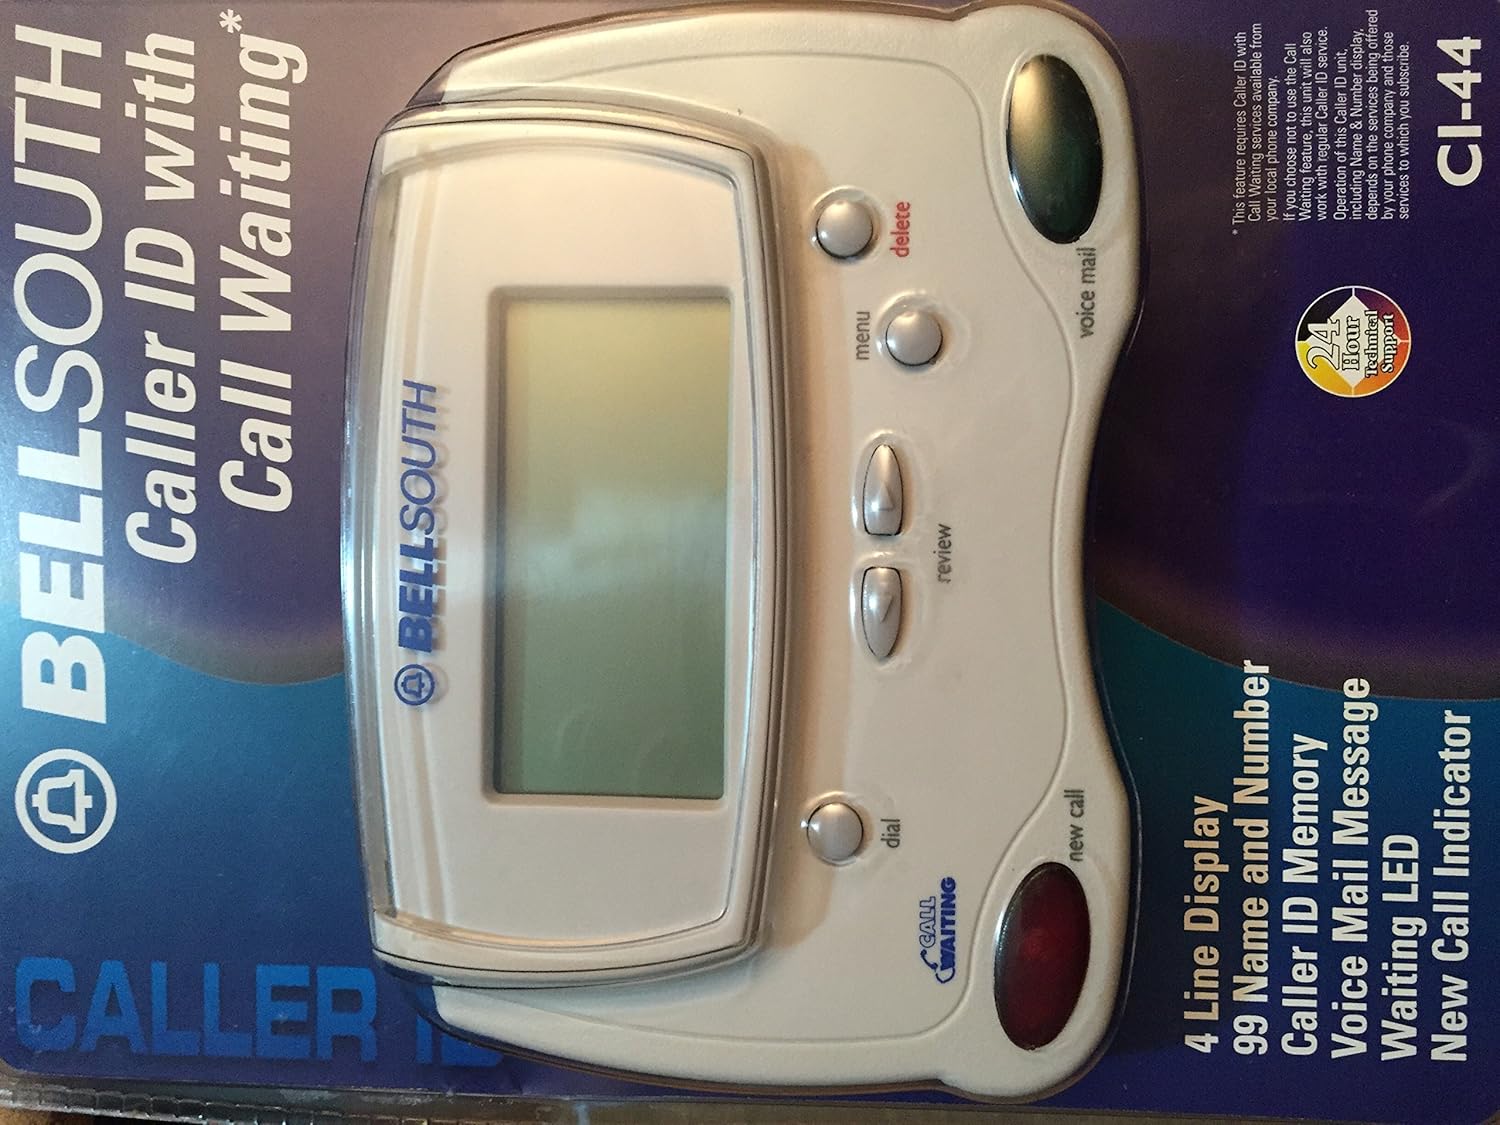 BELLSOUTH
Caller ID with
Call Waiting*
CALLER ID
BELLSOUTH
delete
menu
review
dial
CALL
WAITING
voice mail
new call
4 Line Display
99 Name and Number
Caller ID Memory
Voice Mail Message
Waiting LED
New Call Indicator
24
Hour
Technical
Support
* This feature requires Caller ID with
Call Waiting services available from
your local phone company.
If you choose not to use the Call
Waiting feature, this unit will also
work with regular Caller ID service.
Operation of this Caller ID unit,
including Name & Number display,
depends on the services being offered
by your phone company and those
services to which you subscribe.
CI-44